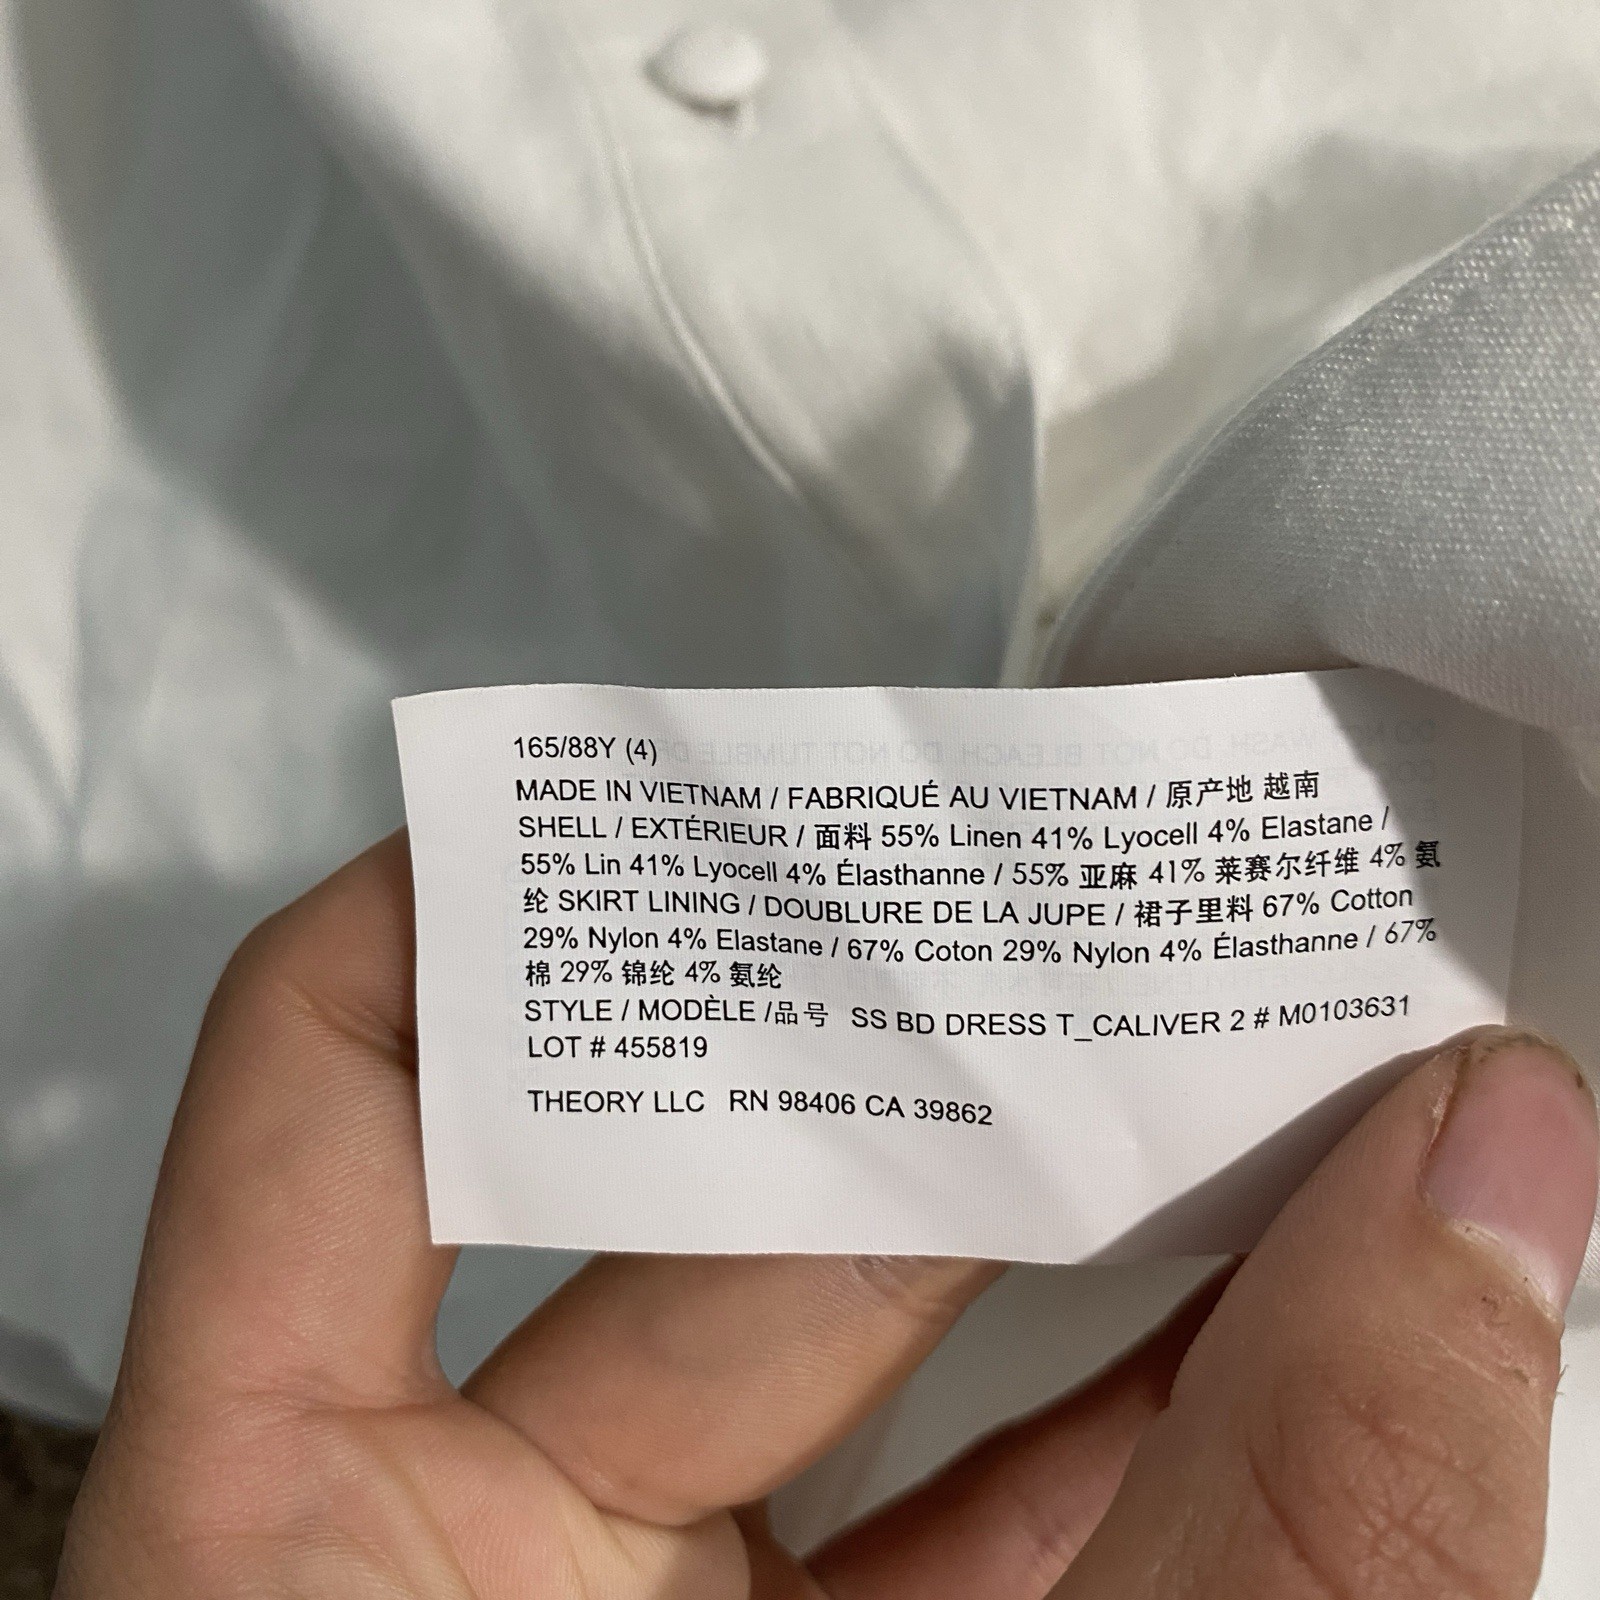 165/88Y (4)
MADE IN VIETNAM / FABRIQUÉ AU VIETNAM / 原产地 越南
SHELL / EXTÉRIEUR / 面料 55% Linen 41% Lyocell 4% Elastane /
55% Lin 41% Lyocell 4% Élasthanne / 55% 亚麻 41% 莱赛尔纤维 4% 氨
纶 SKIRT LINING / DOUBLURE DE LA JUPE / 裙子里料 67% Cotton
29% Nylon 4% Elastane / 67% Coton 29% Nylon 4% Élasthanne / 67%
棉 29% 锦纶 4% 氨纶
STYLE / MODÈLE /品号 SS BD DRESS T_CALIVER 2 # M0103631
LOT # 455819
THEORY LLC RN 98406 CA 39862